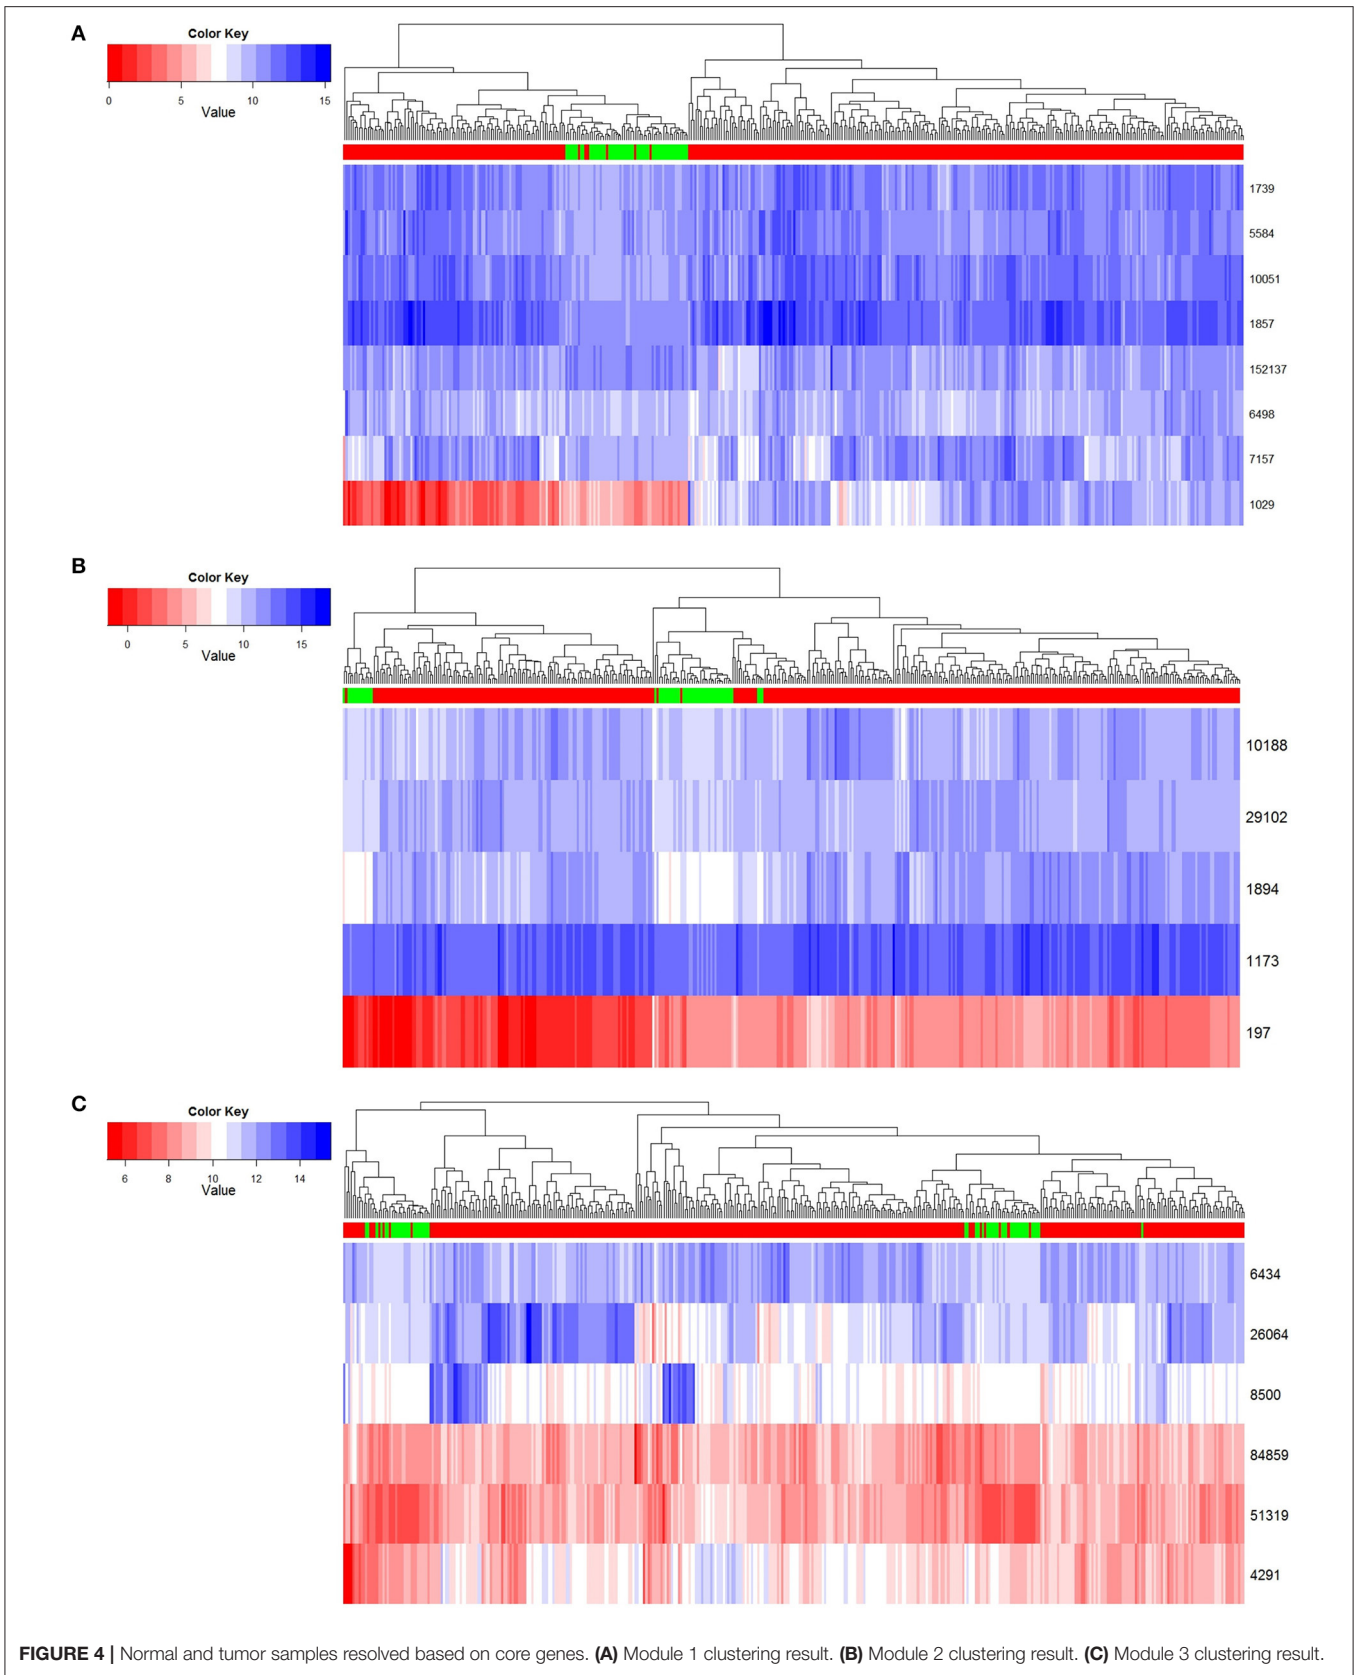 A
Color Key
0 5 10 15
Value
1739
5584
10051
1857
152137
6498
7157
1029
B
Color Key
0 5 10 15
Value
10188
29102
1894
1173
197
C
Color Key
6 8 10 12 14
Value
6434
26064
8500
84859
51319
4291
FIGURE 4 | Normal and tumor samples resolved based on core genes. (A) Module 1 clustering result. (B) Module 2 clustering result. (C) Module 3 clustering result.